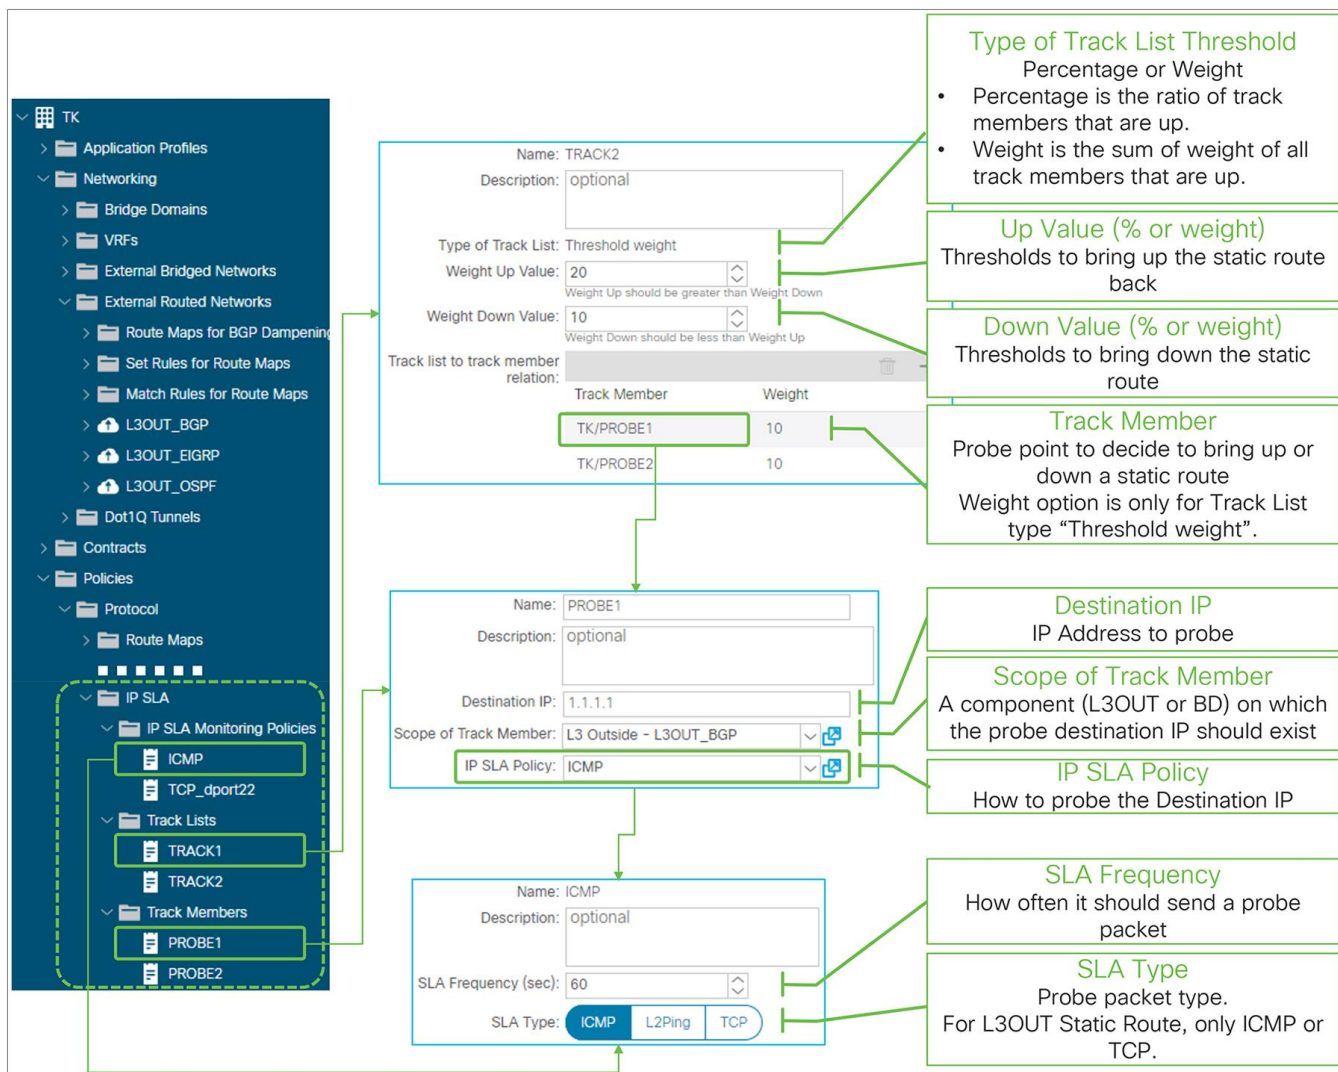 TK
Application Profiles
Networking
Bridge Domains
VRFs
External Bridged Networks
External Routed Networks
Route Maps for BGP Dampening
Set Rules for Route Maps
Match Rules for Route Maps
L3OUT_BGP
L3OUT_EIGRP
L3OUT_OSPF
Dot1Q Tunnels
Contracts
Policies
Protocol
Route Maps
IP SLA
IP SLA Monitoring Policies
ICMP
TCP_dport22
Track Lists
TRACK1
TRACK2
Track Members
PROBE1
PROBE2
Name: TRACK2
Description: optional
Type of Track List: Threshold weight
Weight Up Value: 20
Weight Up should be greater than Weight Down
Weight Down Value: 10
Weight Down should be less than Weight Up
Track list to track member
relation:
Track Member Weight
TK/PROBE1 10
TK/PROBE2 10
Name: PROBE1
Description: optional
Destination IP: 1.1.1.1
Scope of Track Member: L3 Outside - L3OUT_BGP
IP SLA Policy: ICMP
Name: ICMP
Description: optional
SLA Frequency (sec): 60
SLA Type: ICMP L2Ping TCP
Type of Track List Threshold
Percentage or Weight
• Percentage is the ratio of track
members that are up.
• Weight is the sum of weight of all
track members that are up.
Up Value (% or weight)
Thresholds to bring up the static route
back
Down Value (% or weight)
Thresholds to bring down the static
route
Track Member
Probe point to decide to bring up or
down a static route
Weight option is only for Track List
type “Threshold weight”.
Destination IP
IP Address to probe
Scope of Track Member
A component (L3OUT or BD) on which
the probe destination IP should exist
IP SLA Policy
How to probe the Destination IP
SLA Frequency
How often it should send a probe
packet
SLA Type
Probe packet type.
For L3OUT Static Route, only ICMP or
TCP.